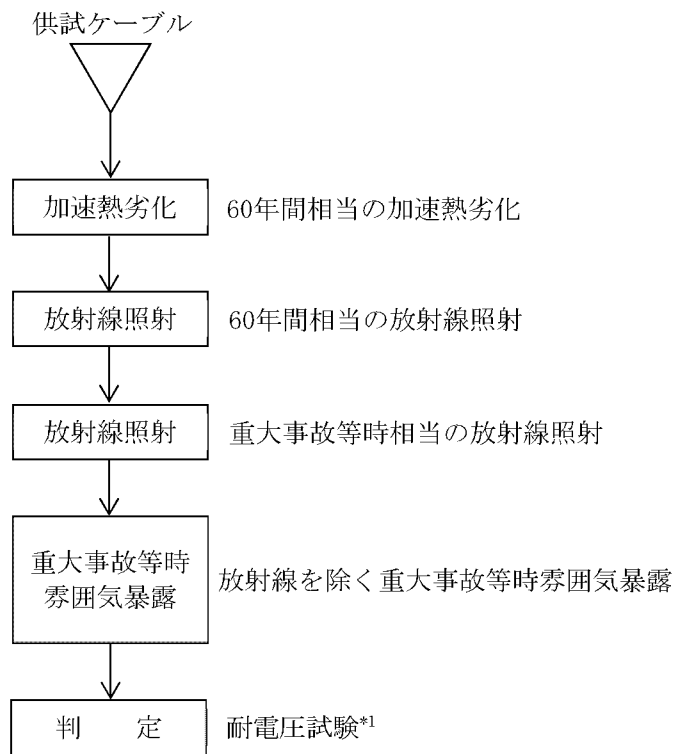 供試ケーブル
加速熱劣化 60年間相当の加速熱劣化
放射線照射 60年間相当の放射線照射
放射線照射 重大事故等時相当の放射線照射
重大事故等時
雰囲気暴露
放射線を除く重大事故等時雰囲気暴露
判 定 耐電圧試験*1